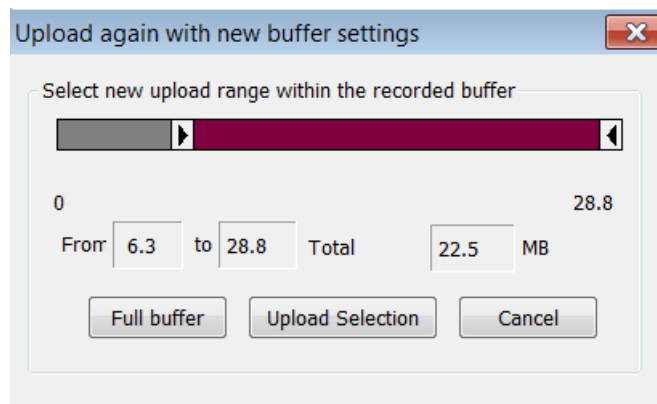 Upload again with new buffer settings
Select new upload range within the recorded buffer
0 28.8
From 6.3 to 28.8 Total 22.5 MB
Full buffer Upload Selection Cancel